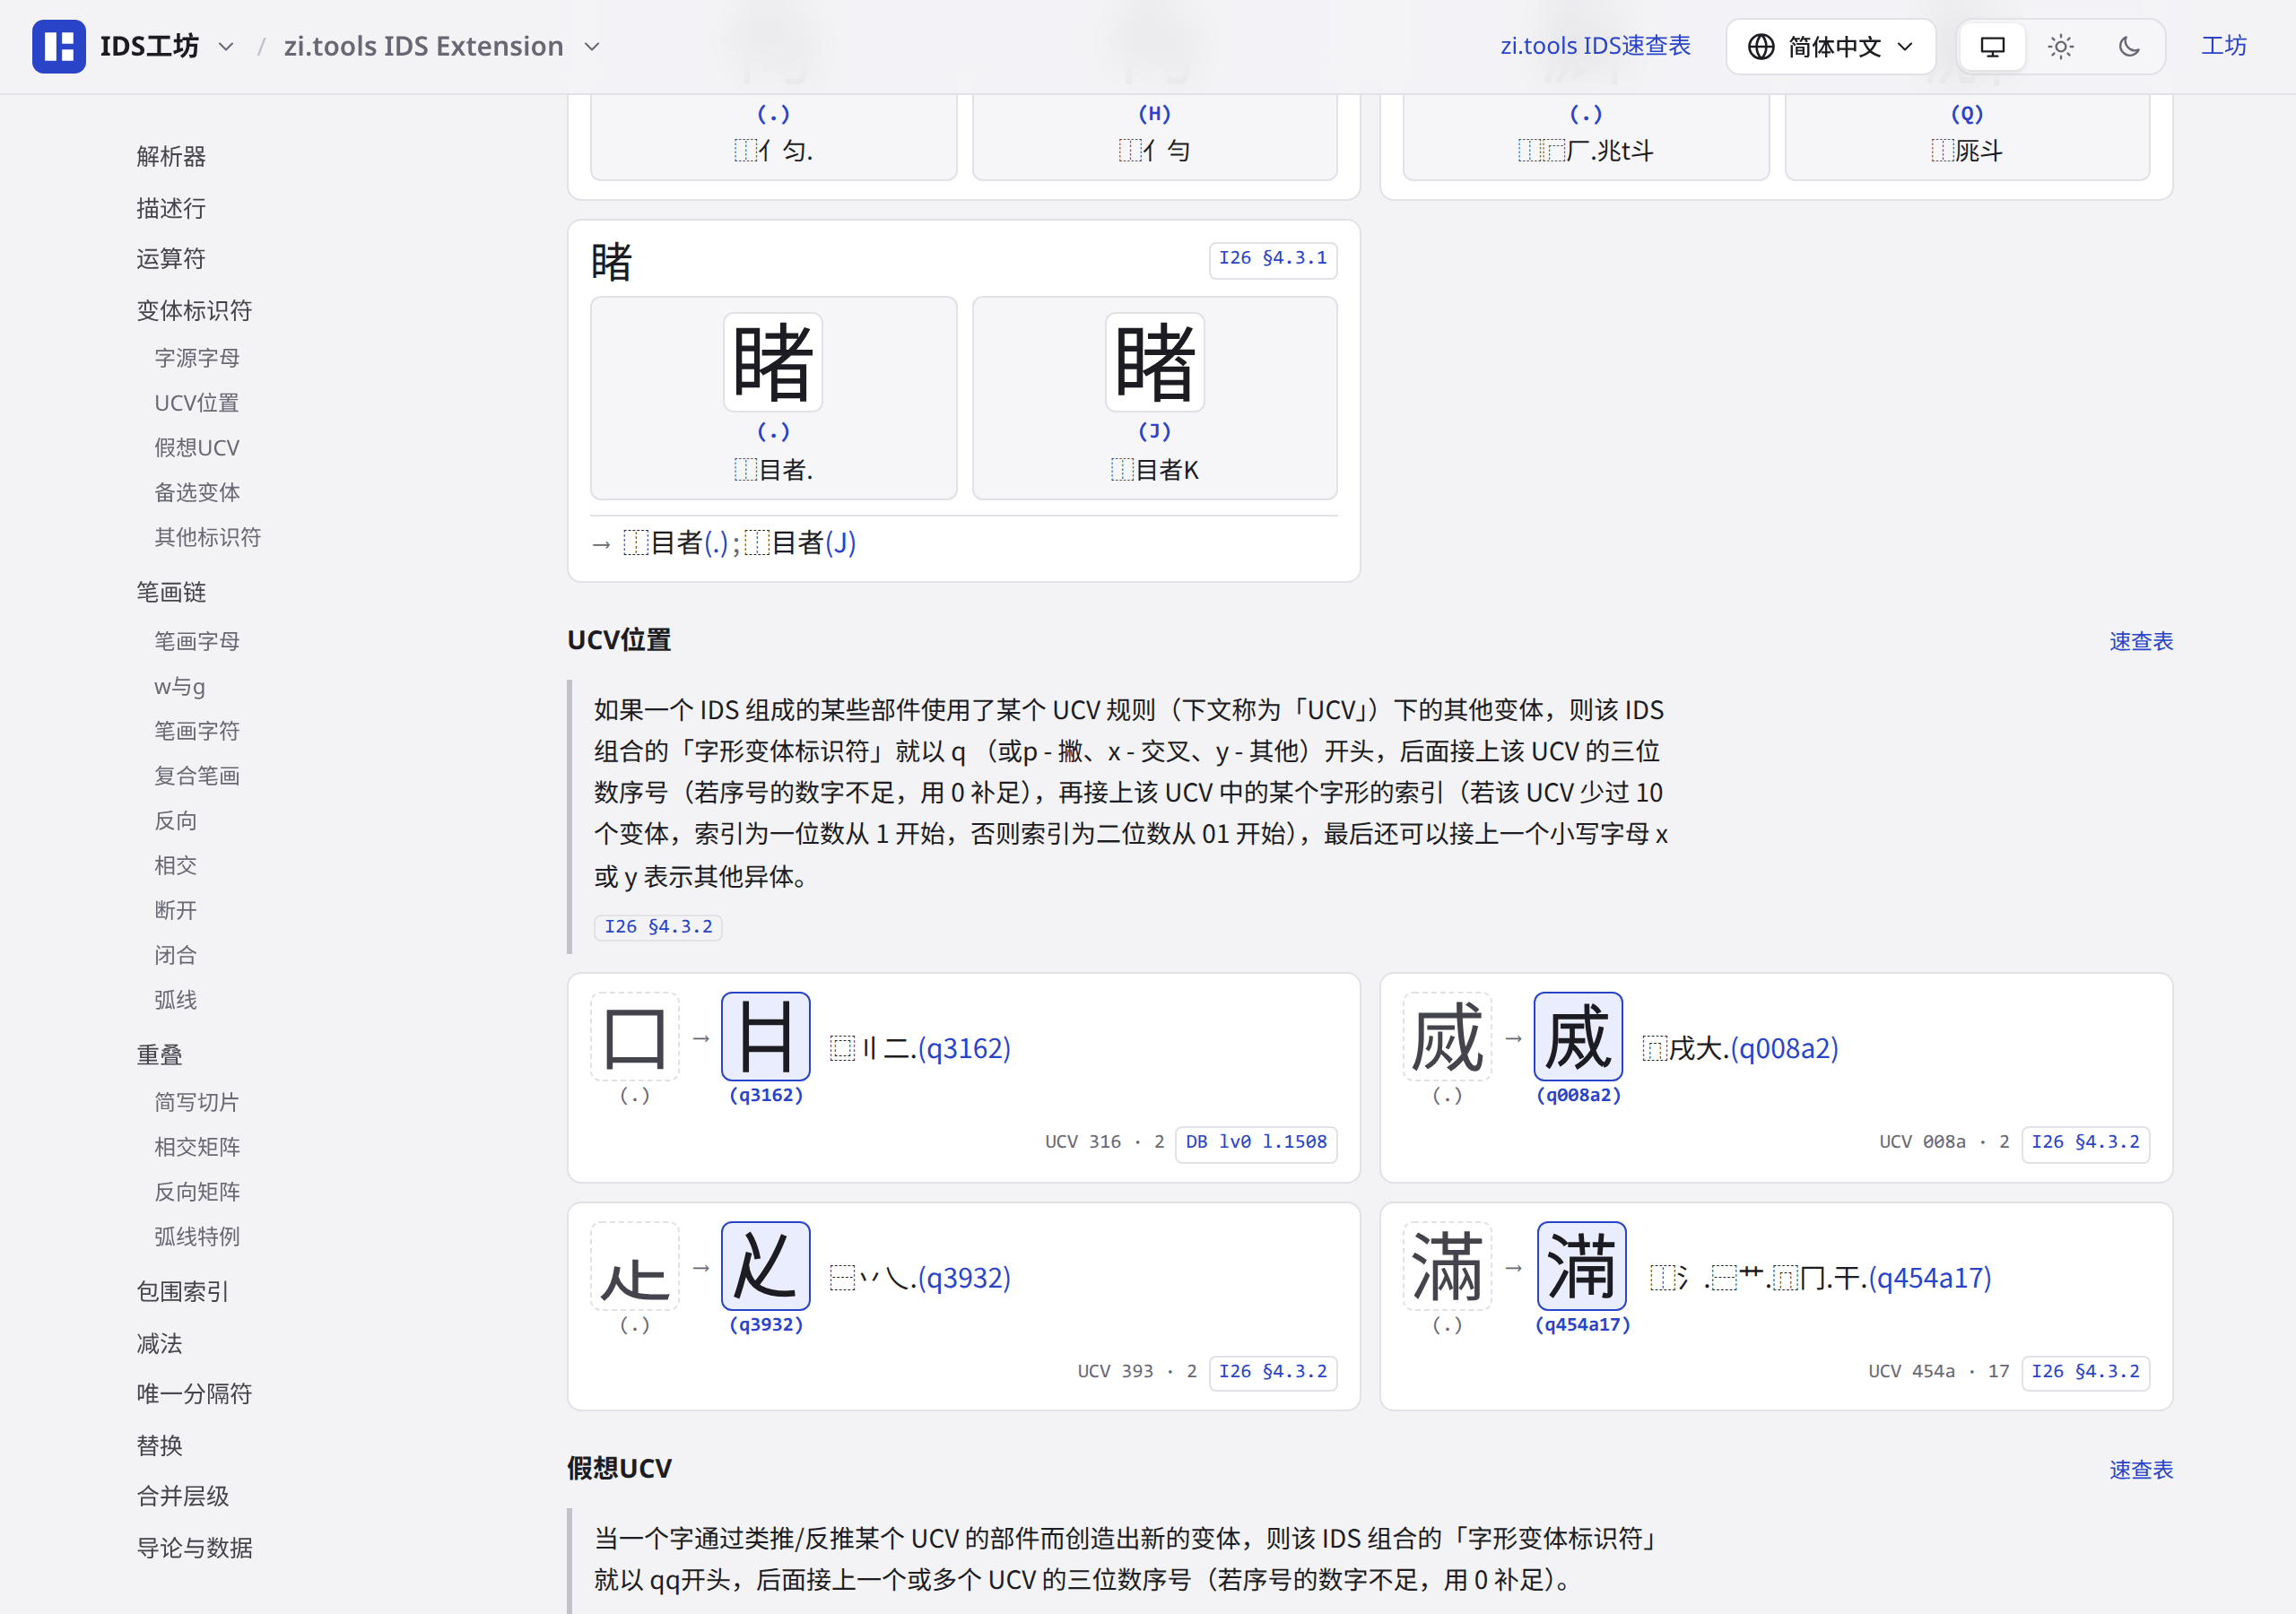 IDS工坊 / zi.tools IDS Extension
zi.tools IDS速查表 简体中文 工坊
解析器
描述行
运算符
变体标识符
字源字母
UCV位置
假想UCV
备选变体
其他标识符
笔画链
笔画字母
w与g
笔画字符
复合笔画
反向
相交
断开
闭合
弧线
重叠
简写切片
相交矩阵
反向矩阵
弧线特例
包围索引
减法
唯一分隔符
替换
合并层级
导论与数据
(.) (H) (.) (Q)
⿰亻匀. ⿰亻匀 ⿰⿸厂.兆t斗 ⿰㡿斗
睹 I26 §4.3.1
睹 睹
(.) (J)
⿰目者. ⿰目者K
→ ⿰目者(.) ; ⿰目者(J)
UCV位置 速查表
如果一个 IDS 组成的某些部件使用了某个 UCV 规则（下文称为「UCV」）下的其他变体，则该 IDS
组合的「字形变体标识符」就以 q （或p - 撇、x - 交叉、y - 其他）开头，后面接上该 UCV 的三位
数序号（若序号的数字不足，用 0 补足），再接上该 UCV 中的某个字形的索引（若该 UCV 少过 10
个变体，索引为一位数从 1 开始，否则索引为二位数从 01 开始），最后还可以接上一个小写字母 x
或 y 表示其他异体。
I26 §4.3.2
口 →
⿴〢二.(q3162)
(.) (q3162)
UCV 316 · 2 DB lv0 l.1508
烕 →
⿵戌大.(q008a2)
(.) (q008a2)
UCV 008a · 2 I26 §4.3.2
→
⿱丷㇏.(q3932)
(.) (q3932)
UCV 393 · 2 I26 §4.3.2
滿 →
⿰氵.⿱艹.⿵冂.干.(q454a17)
(.) (q454a17)
UCV 454a · 17 I26 §4.3.2
假想UCV 速查表
当一个字通过类推/反推某个 UCV 的部件而创造出新的变体，则该 IDS 组合的「字形变体标识符」
就以 qq开头，后面接上一个或多个 UCV 的三位数序号（若序号的数字不足，用 0 补足）。